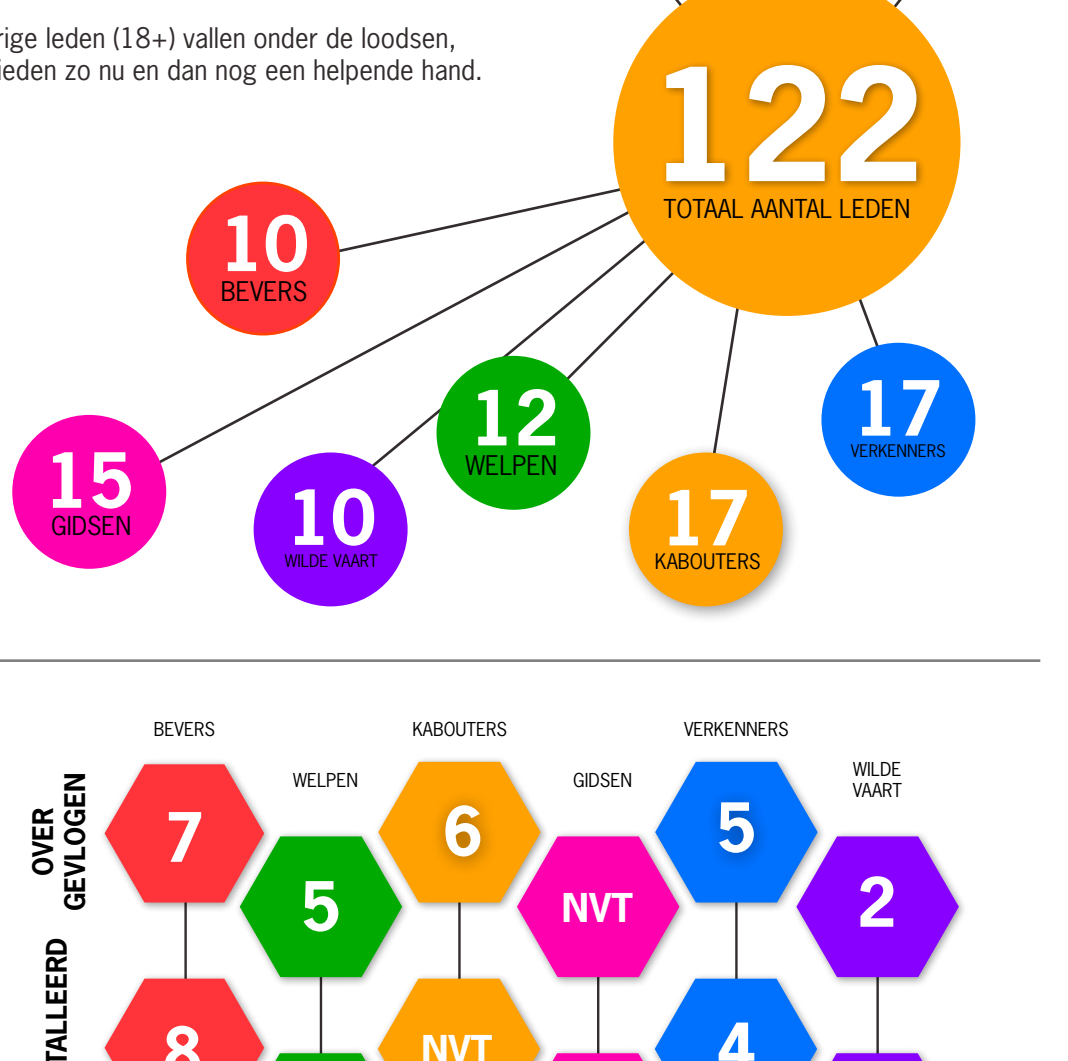 rige leden (18+) vallen onder de loodsen,
ieden zo nu en dan nog een helpende hand.
122
TOTAAL AANTAL LEDEN
10
BEVERS
12
WELPEN
17
VERKENNERS
15
GIDSEN
10
WILDE VAART
17
KABOUTERS
BEVERS
KABOUTERS
VERKENNERS
WELPEN
GIDSEN
WILDE
VAART
OVER
GEVLOGEN
7
5
6
NVT
5
2
TALLEERD
8
NVT
4